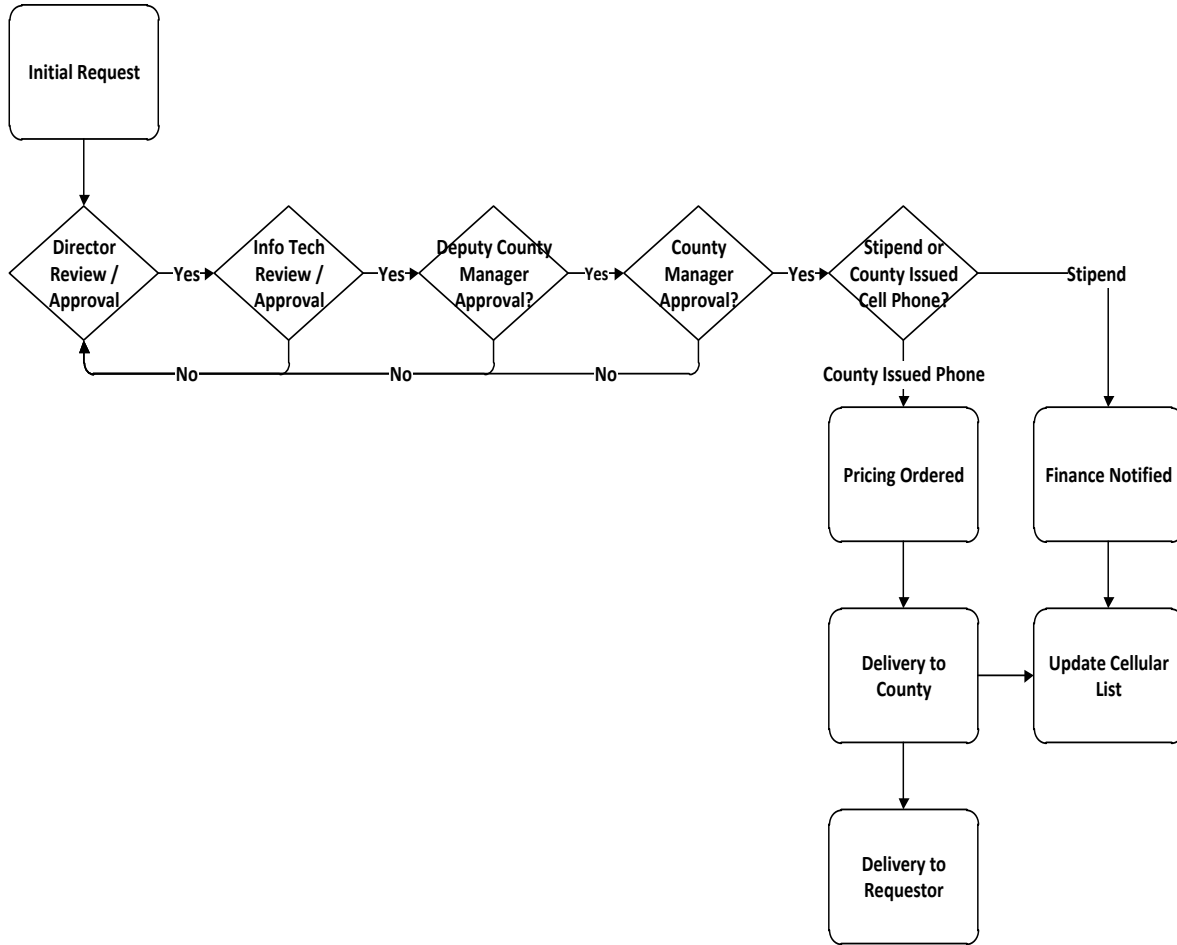 Initial Request
Director
Review /
Approval
Yes
Info Tech
Review /
Approval
Yes
Deputy County
Manager
Approval?
Yes
County
Manager
Approval?
Yes
Stipend or
County Issued
Cell Phone?
Stipend
No
No
No
County Issued Phone
Pricing Ordered
Finance Notified
Delivery to
County
Update Cellular
List
Delivery to
Requestor